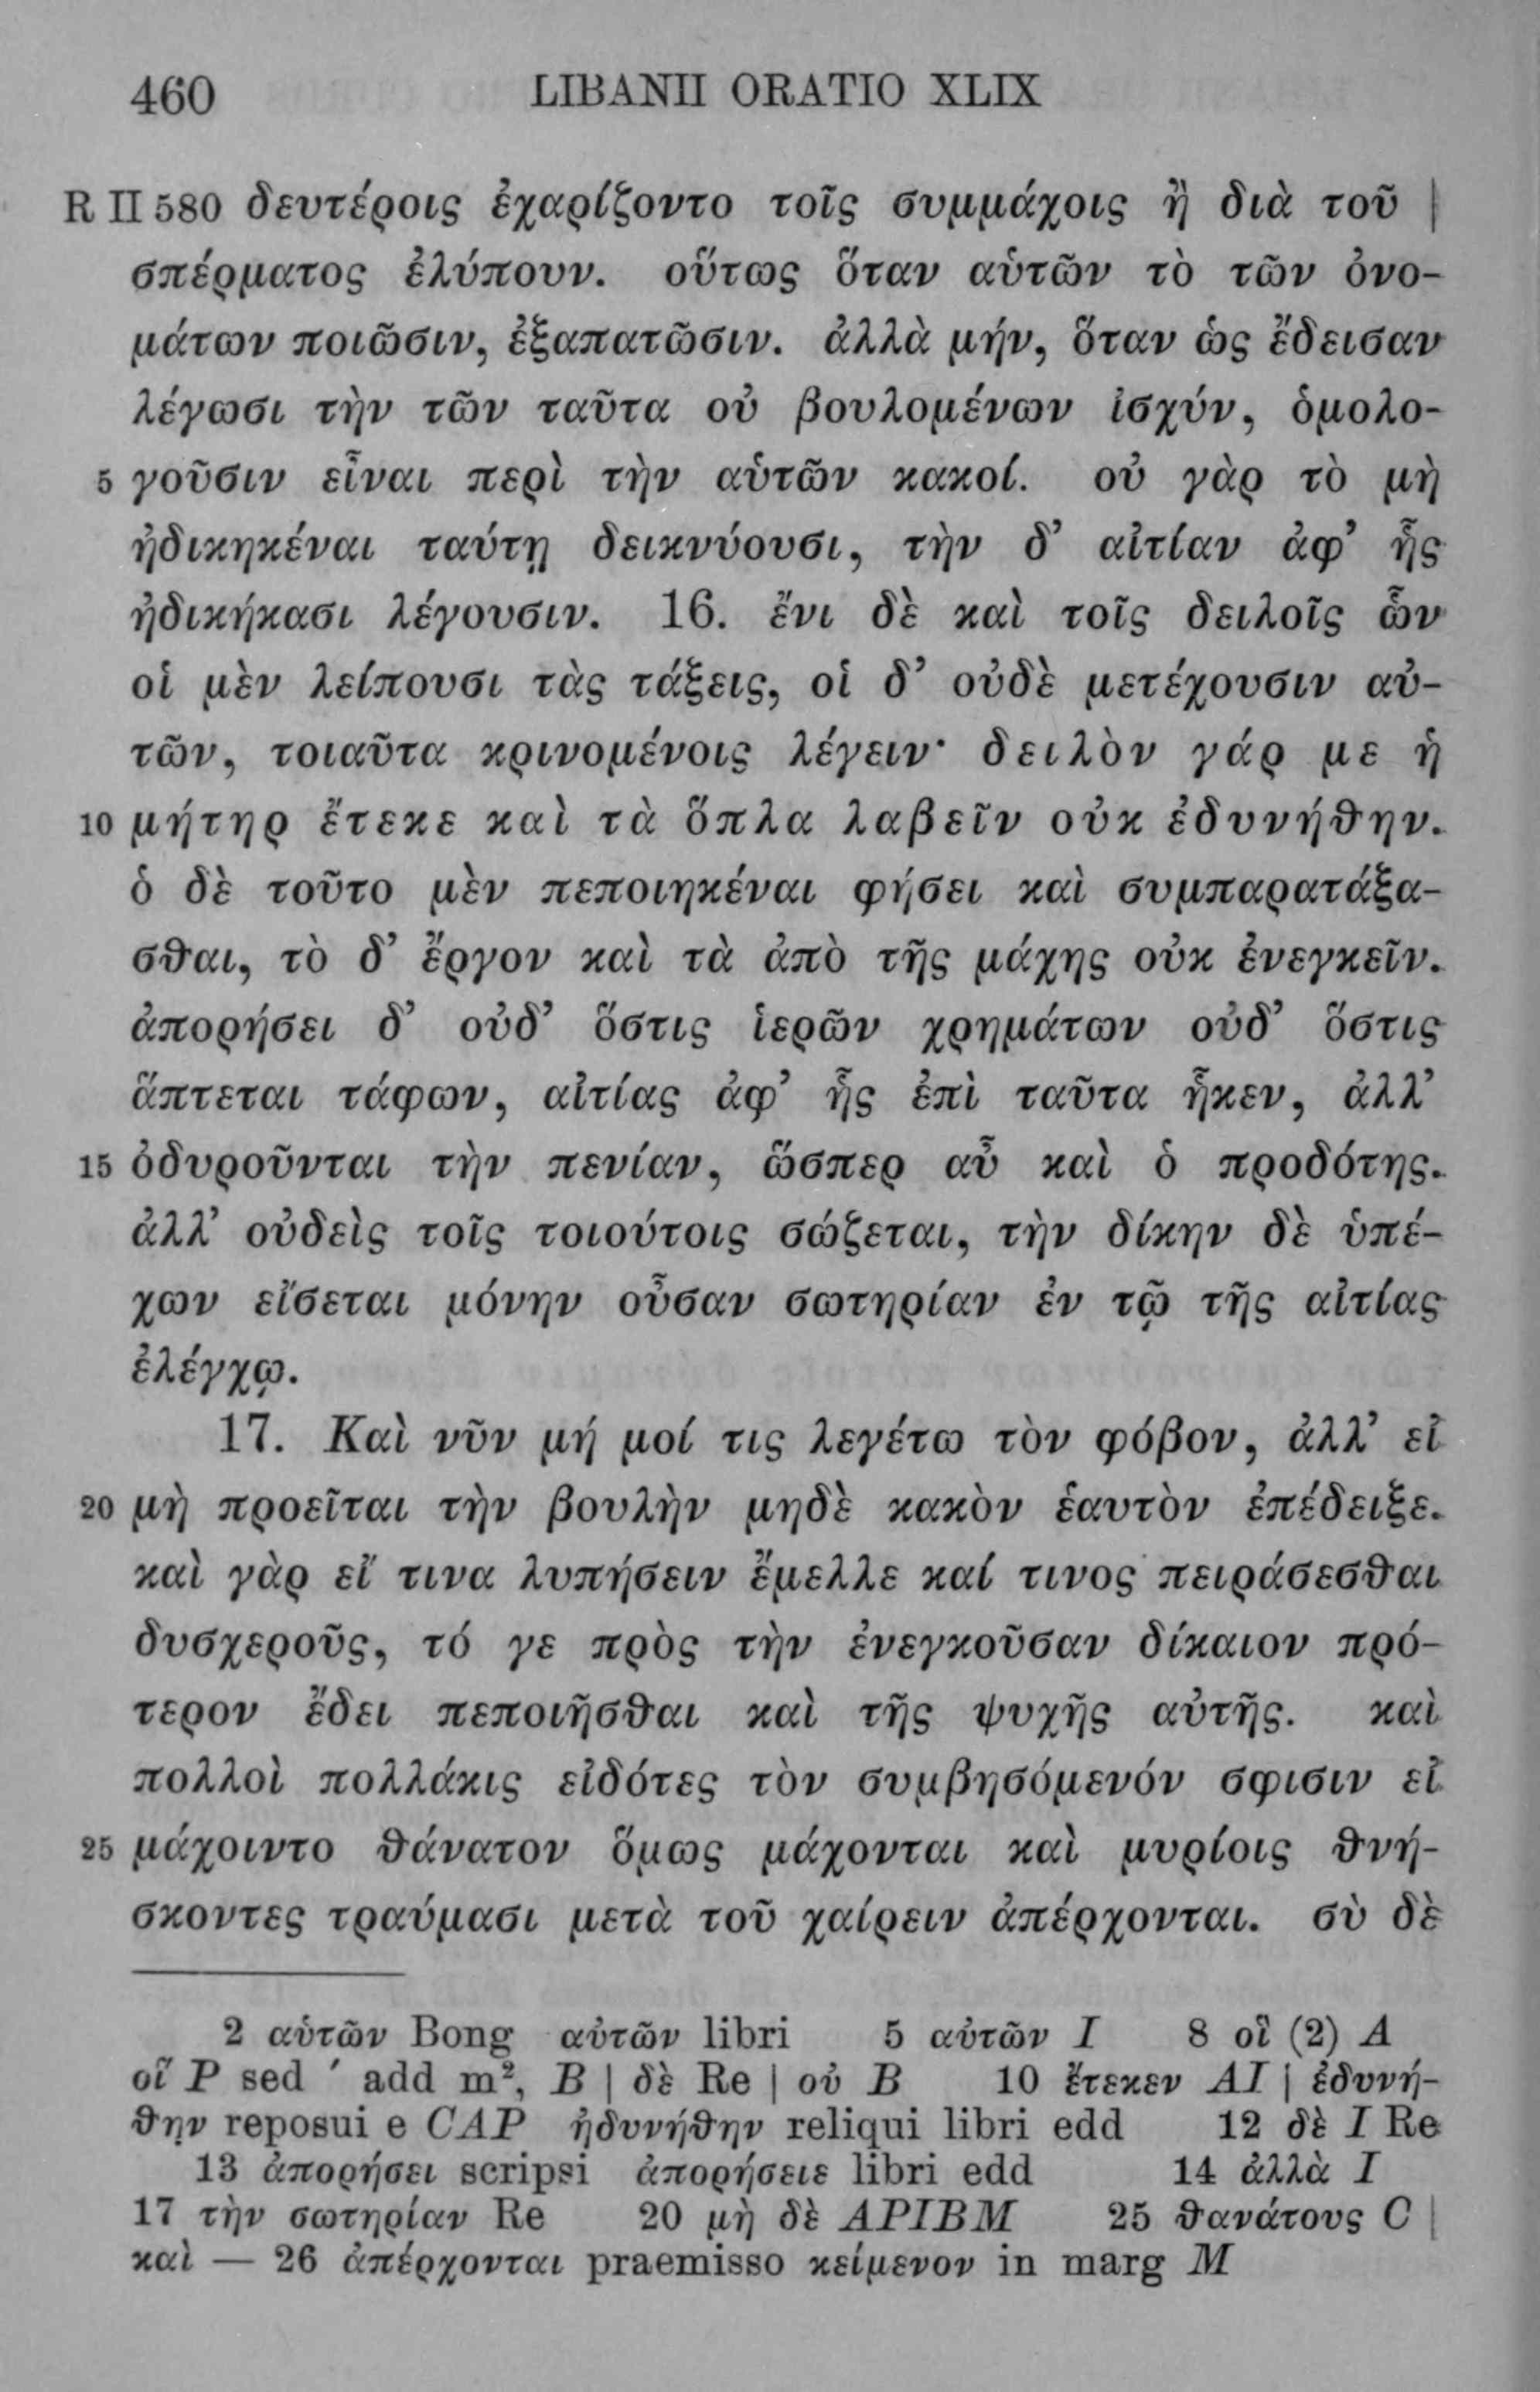 460 LIBANII ORATIO XLIX
R II 580 δευτέροις ἐχαρίζοντο τοῖς συμμάχοις ἢ διὰ τοῦ |
σπέρματος ἐλύπουν. οὕτως ὅταν αὑτῶν τὸ τῶν ὀνο-
μάτων ποιῶσιν, ἐξαπατῶσιν. ἀλλὰ μήν, ὅταν ὡς ἔδεισαν
λέγωσι τὴν τῶν ταῦτα οὐ βουλομένων ἰσχύν, ὁμολο-
5 γοῦσιν εἶναι περὶ τὴν αὑτῶν κακοί. οὐ γὰρ τὸ μὴ
ἠδικηκέναι ταύτῃ δεικνύουσι, τὴν δ’ αἰτίαν ἀφ’ ἧς
ἠδικήκασι λέγουσιν. 16. ἔνι δὲ καὶ τοῖς δειλοῖς ὧν
οἱ μὲν λείπουσι τὰς τάξεις, οἱ δ’ οὐδὲ μετέχουσιν αὐ-
τῶν, τοιαῦτα κρινομένοις λέγειν· δειλὸν γάρ με ἡ
10 μήτηρ ἔτεκε καὶ τὰ ὅπλα λαβεῖν οὐκ ἐδυνήθην.
ὁ δὲ τοῦτο μὲν πεποιηκέναι φήσει καὶ συμπαρατάξα-
σθαι, τὸ δ’ ἔργον καὶ τὰ ἀπὸ τῆς μάχης οὐκ ἐνεγκεῖν.
ἀπορήσει δ’ οὐδ’ ὅστις ἱερῶν χρημάτων οὐδ’ ὅστις
ἅπτεται τάφων, αἰτίας ἀφ’ ἧς ἐπὶ ταῦτα ἧκεν, ἀλλ’
15 ὀδυροῦνται τὴν πενίαν, ὥσπερ αὖ καὶ ὁ προδότης.
ἀλλ’ οὐδεὶς τοῖς τοιούτοις σώζεται, τὴν δίκην δὲ ὑπέ-
χων εἴσεται μόνην οὖσαν σωτηρίαν ἐν τῷ τῆς αἰτίας
ἐλέγχῳ.
17. Καὶ νῦν μή μοί τις λεγέτω τὸν φόβον, ἀλλ’ εἰ
20 μὴ προεῖται τὴν βουλὴν μηδὲ κακὸν ἑαυτὸν ἐπέδειξε.
καὶ γὰρ εἴ τινα λυπήσειν ἔμελλε καί τινος πειράσεσθαι
δυσχεροῦς, τό γε πρὸς τὴν ἐνεγκοῦσαν δίκαιον πρό-
τερον ἔδει πεποιῆσθαι καὶ τῆς ψυχῆς αὐτῆς. καὶ
πολλοὶ πολλάκις εἰδότες τὸν συμβησόμενόν σφισιν εἰ
25 μάχοιντο θάνατον ὅμως μάχονται καὶ μυρίοις θνή-
σκοντες τραύμασι μετὰ τοῦ χαίρειν ἀπέρχονται. σὺ δὲ
2 αὑτῶν Bong αὐτῶν libri 5 αὐτῶν I 8 οἳ (2) A
οἵ P sed ′ add m², B | δὲ Re | οὐ B 10 ἔτεκεν AI | ἐδυνή-
θην reposui e CAP ἠδυνήθην reliqui libri edd 12 δὲ I Re
13 ἀπορήσει scripsi ἀπορήσειε libri edd 14 ἀλλὰ I
17 τὴν σωτηρίαν Re 20 μὴ δὲ APIBM 25 θανάτους C |
καὶ — 26 ἀπέρχονται praemisso κείμενον in marg M